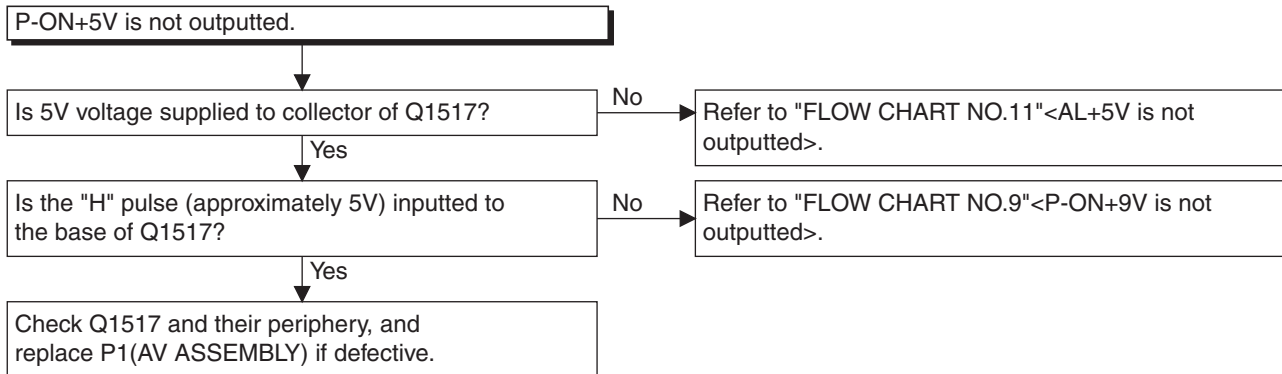 P-ON+5V is not outputted.
Is 5V voltage supplied to collector of Q1517?
No
Refer to "FLOW CHART NO.11"<AL+5V is not
outputted>.
Yes
Is the "H" pulse (approximately 5V) inputted to
the base of Q1517?
No
Refer to "FLOW CHART NO.9"<P-ON+9V is not
outputted>.
Yes
Check Q1517 and their periphery, and
replace P1(AV ASSEMBLY) if defective.